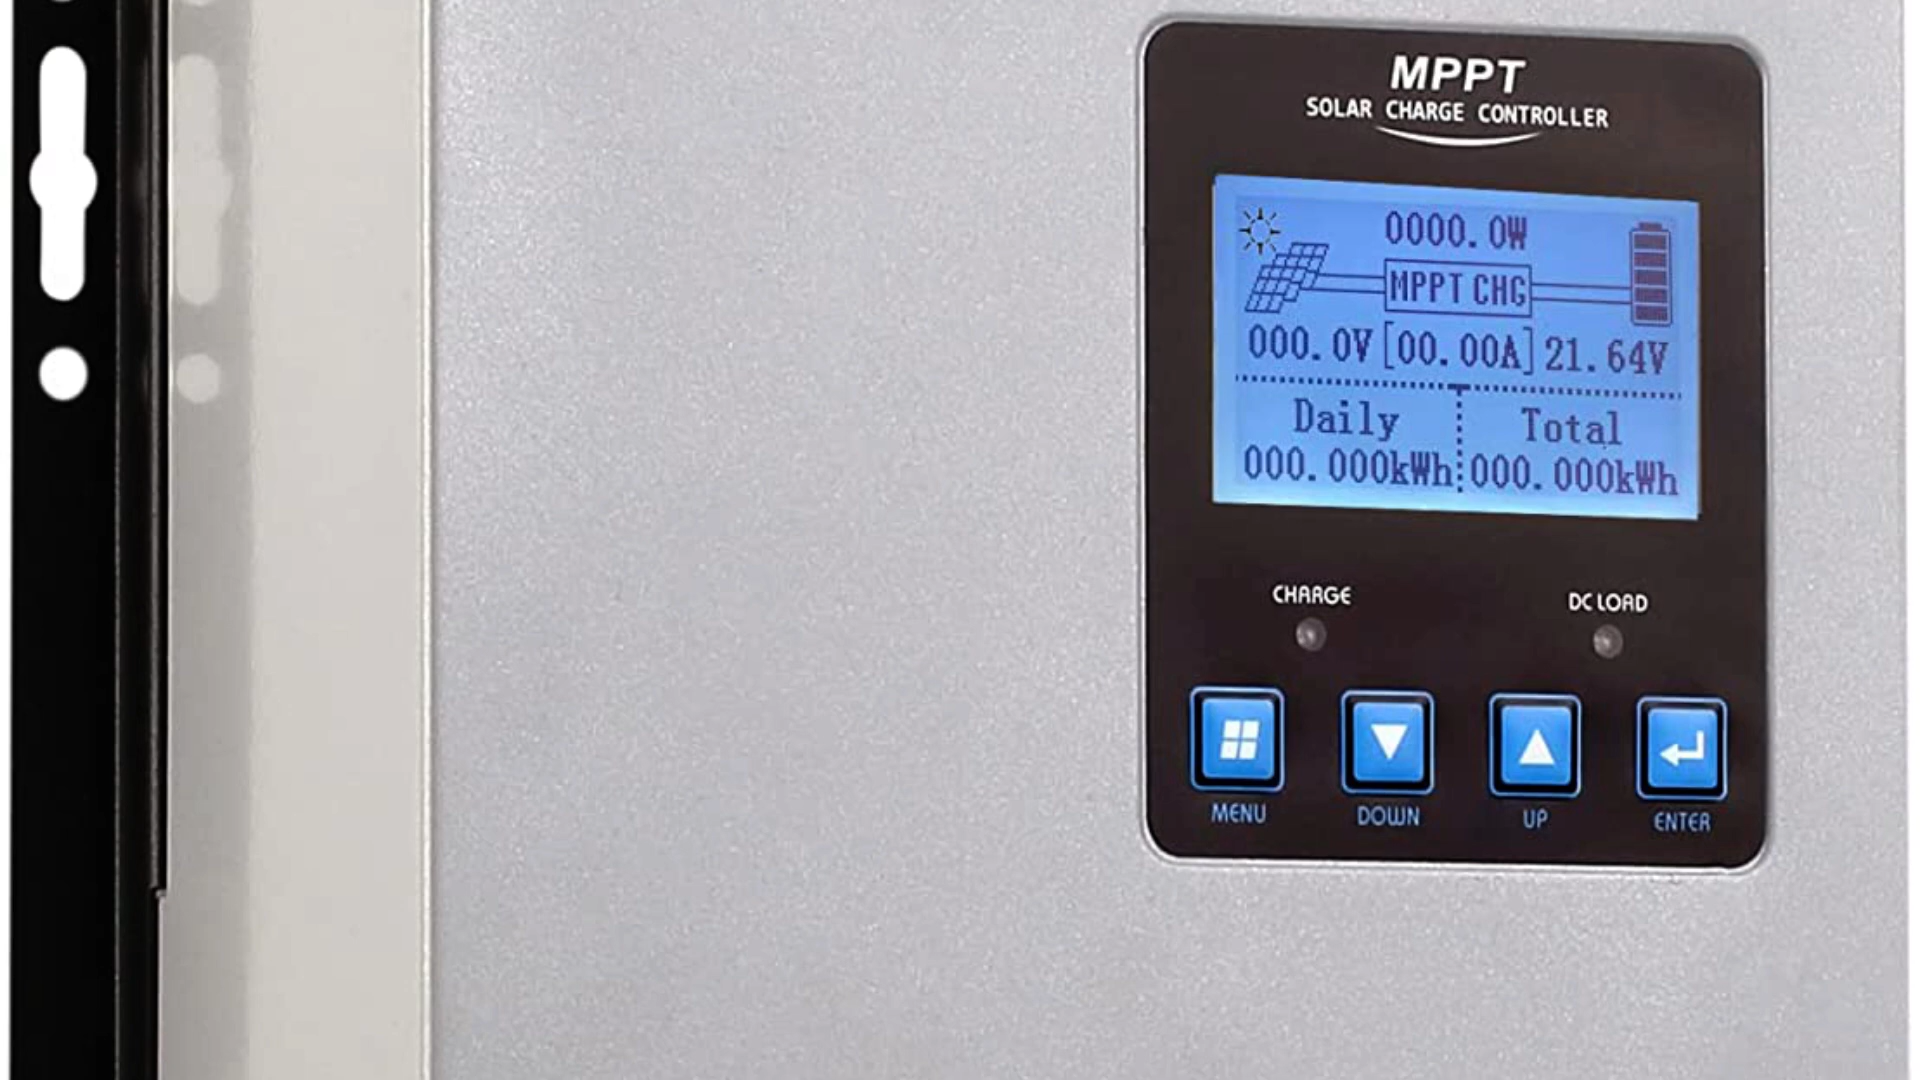 MPPT
SOLAR CHARGE CONTROLLER
0000.0W
MPPT CHG
000.0V [00.00A] 21.64V
Daily Total
000.000kWh 000.000kWh
CHARGE DC LOAD
MENU DOWN UP ENTER